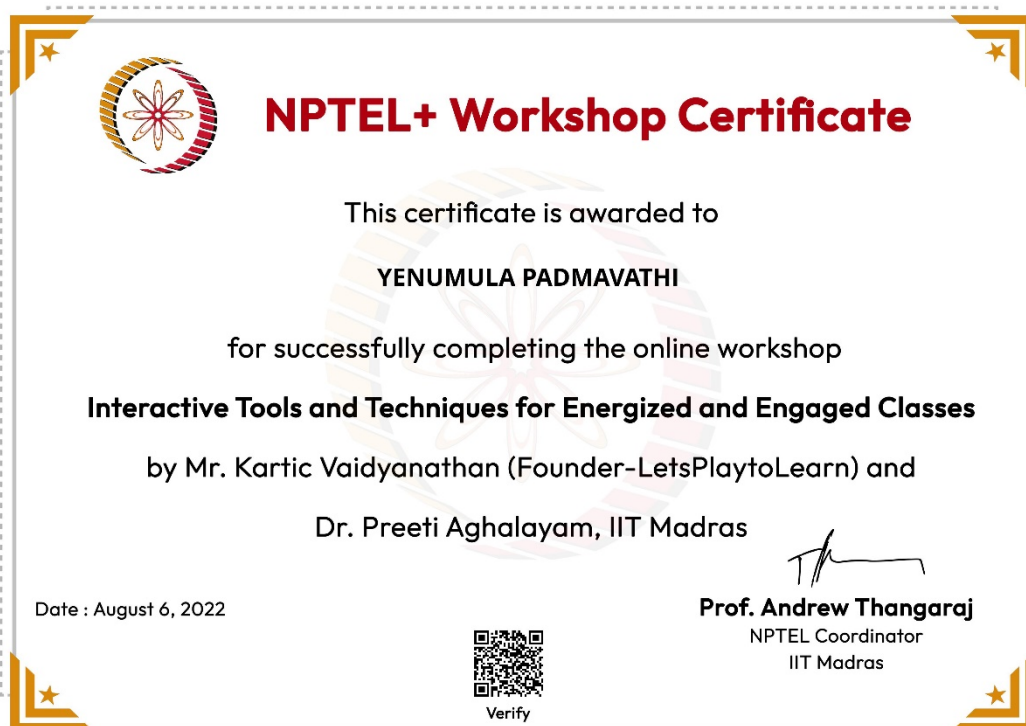 NPTEL+ Workshop Certificate
This certificate is awarded to
YENUMULA PADMAVATHI
for successfully completing the online workshop
Interactive Tools and Techniques for Energized and Engaged Classes
by Mr. Kartic Vaidyanathan (Founder-LetsPlaytoLearn) and
Dr. Preeti Aghalayam, IIT Madras
Date : August 6, 2022
Prof. Andrew Thangaraj
NPTEL Coordinator
IIT Madras
Verify